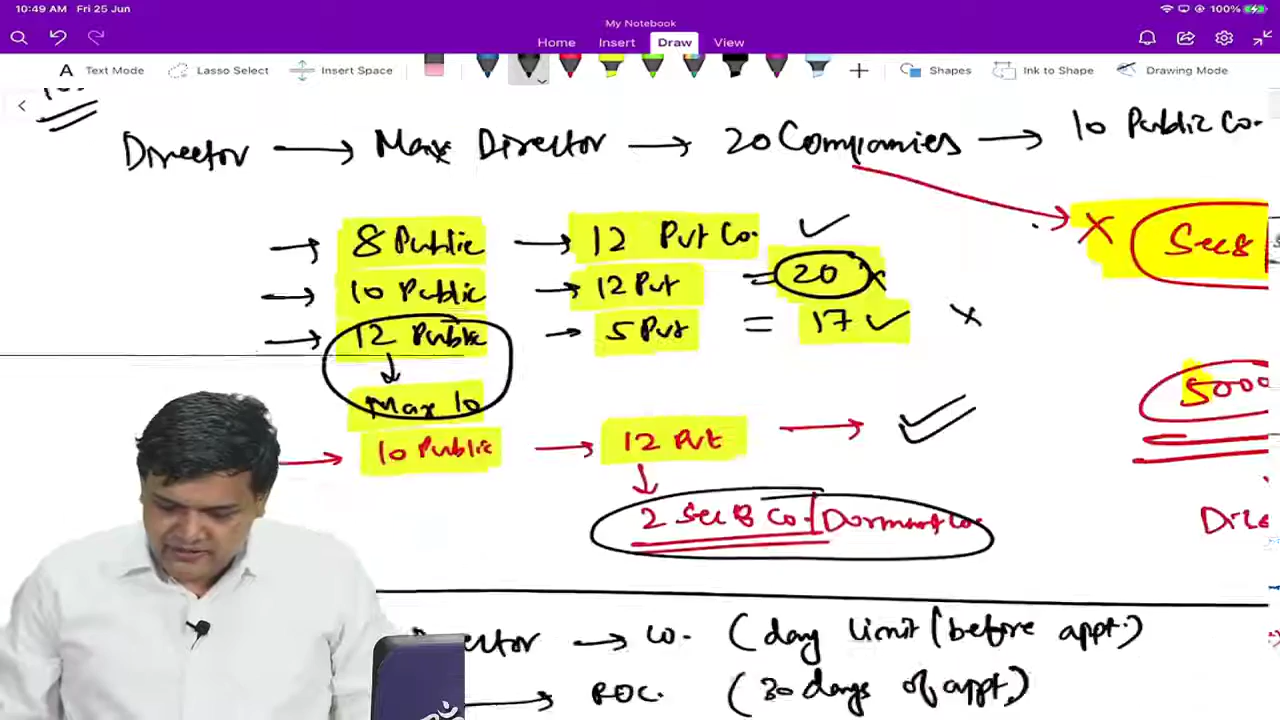 10:49 AM Fri 25 Jun
100%
My Notebook
Home Insert Draw View
Text Mode Lasso Select Insert Space Shapes Ink to Shape Drawing Mode
Director → Max Director → 20 Companies → 10 Public Co.
→ 8 Public → 12 Pvt Co. ✓
x Sec 8
→ 10 Public → 12 Pvt = 20 x
→ 12 Public → 5 Pvt = 17 ✓ x
↓
Max 10
5000
→ 10 Public → 12 Pvt → ✓
↓
2 Sec 8 Co. | Dormant Co.
→ Co. (day limit (before appt.)
→ ROC. (30 days of appt.)